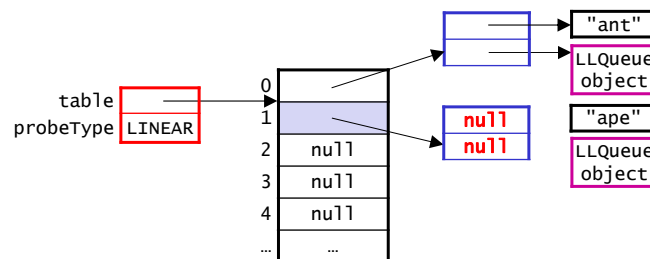 "ant"
LLQueue
object
0
table
1
"ape"
null
probeType LINEAR
2 null
null
LLQueue
object
3 null
4 null
… …